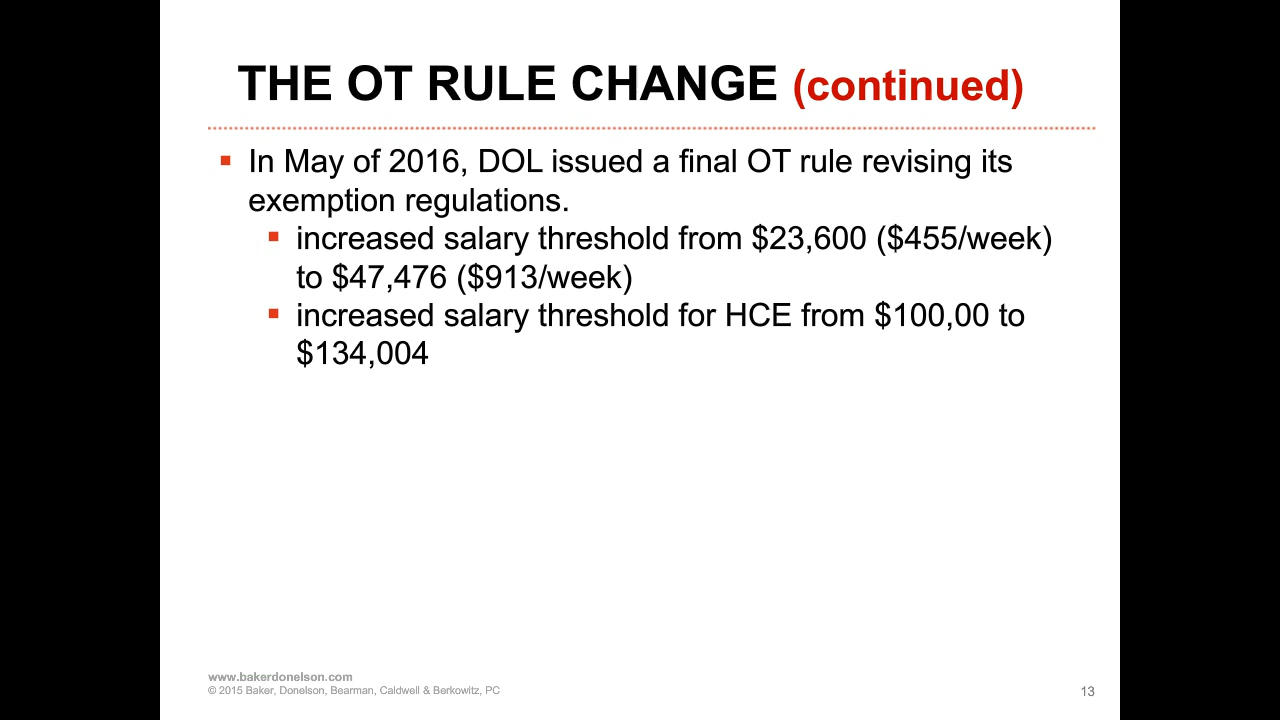 THE OT RULE CHANGE (continued)
▪ In May of 2016, DOL issued a final OT rule revising its
exemption regulations.
▪ increased salary threshold from $23,600 ($455/week)
to $47,476 ($913/week)
▪ increased salary threshold for HCE from $100,00 to
$134,004
www.bakerdonelson.com
© 2015 Baker, Donelson, Bearman, Caldwell & Berkowitz, PC
13